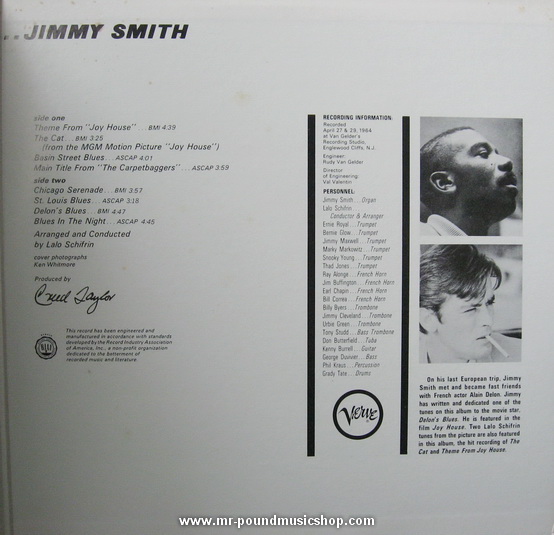 ..JIMMY SMITH
side one
Theme From "Joy House" ... BMI 4:39
The Cat... BMI 3:25
(from the MGM Motion Picture "Joy House")
Basin Street Blues... ASCAP 4:01
Main Title From "The Carpetbaggers" ... ASCAP 3:59
side two
Chicago Serenade... BMI 3:57
St. Louis Blues... ASCAP 3:18
Delon's Blues... BMI 4:47
Blues In The Night... ASCAP 4:45
Arranged and Conducted
by Lalo Schifrin
cover photographs
Ken Whitmore
Produced by
Creed Taylor
This record has been engineered and
manufactured in accordance with standards
developed by the Record Industry Association
of America, Inc., a non-profit organization
dedicated to the betterment of
recorded music and literature.
RIAA
RECORDING INFORMATION:
Recorded
April 27 & 29, 1964
at Van Gelder's
Recording Studio,
Englewood Cliffs, N.J.
Engineer:
Rudy Van Gelder
Director
of Engineering:
Val Valentin
PERSONNEL:
Jimmy Smith... Organ
Lalo Schifrin...
Conductor & Arranger
Ernie Royal... Trumpet
Bernie Glow... Trumpet
Jimmy Maxwell... Trumpet
Marky Markowitz... Trumpet
Snooky Young... Trumpet
Thad Jones... Trumpet
Ray Alonge... French Horn
Jim Buffington... French Horn
Earl Chapin... French Horn
Bill Correa... French Horn
Billy Byers... Trombone
Jimmy Cleveland... Trombone
Urbie Green... Trombone
Tony Studd... Bass Trombone
Don Butterfield... Tuba
Kenny Burrell... Guitar
George Duvivier... Bass
Phil Kraus... Percussion
Grady Tate... Drums
Verve
On his last European trip, Jimmy
Smith met and became fast friends
with French actor Alain Delon. Jimmy
has written and dedicated one of the
tunes on this album to the movie star,
Delon's Blues. He is featured in the
film Joy House. Two Lalo Schifrin
tunes from the picture are also featured
in this album, the hit recording of The
Cat and Theme From Joy House.
www.mr-poundmusicshop.com